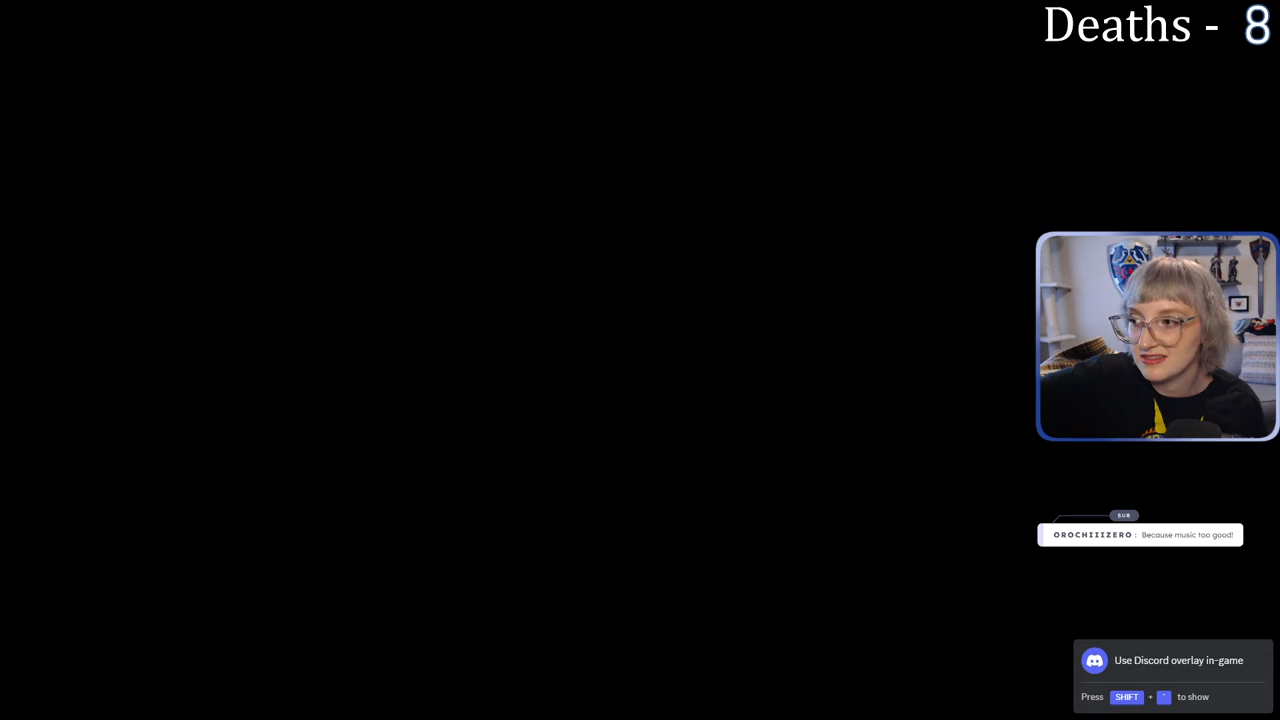 Deaths - 8
SUB
OROCHIIIZERO : Because music too good!
Use Discord overlay in-game
Press SHIFT + ` to show